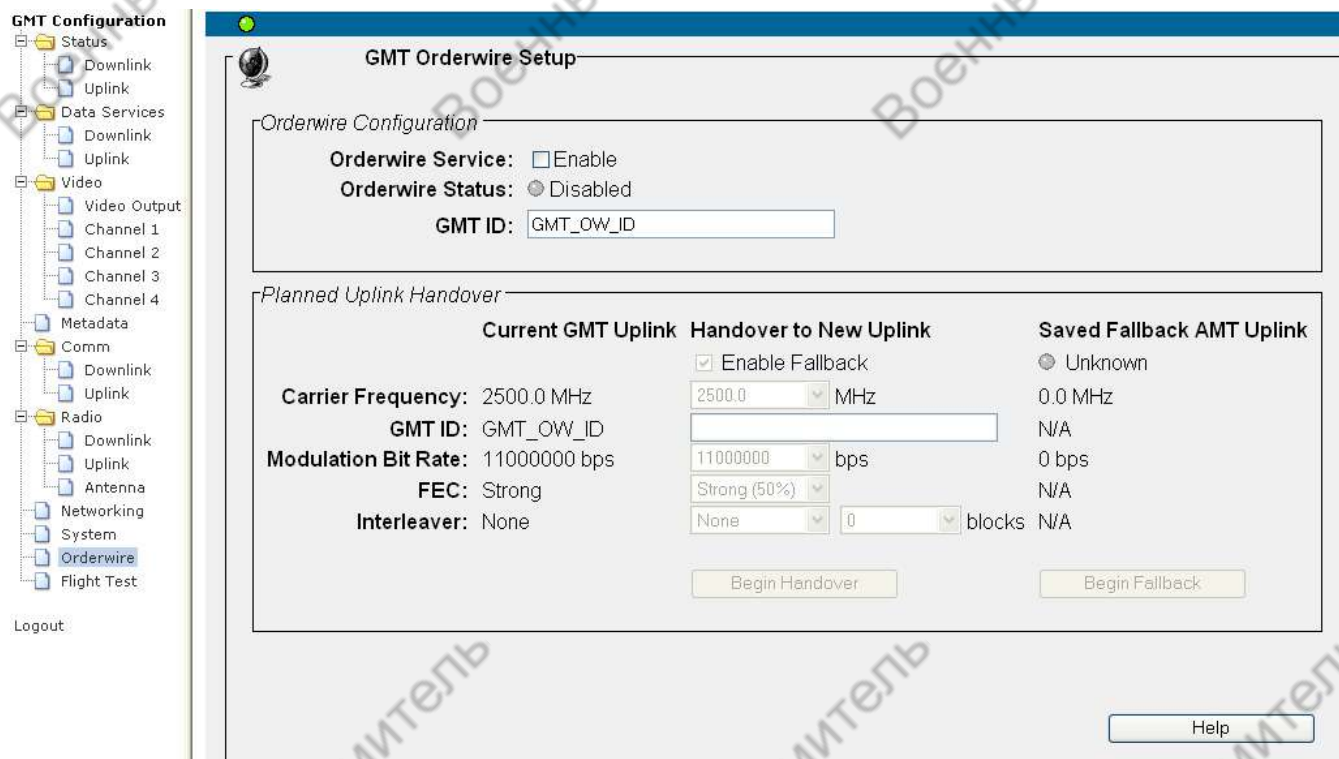 GMT Configuration
Status
Downlink
Uplink
Data Services
Downlink
Uplink
Video
Video Output
Channel 1
Channel 2
Channel 3
Channel 4
Metadata
Comm
Downlink
Uplink
Radio
Downlink
Uplink
Antenna
Networking
System
Orderwire
Flight Test
Logout
GMT Orderwire Setup
Orderwire Configuration
Orderwire Service: Enable
Orderwire Status: Disabled
GMT ID: GMT_OW_ID
Planned Uplink Handover
Current GMT Uplink Handover to New Uplink Saved Fallback AMT Uplink
Enable Fallback Unknown
Carrier Frequency: 2500.0 MHz 2500.0 MHz 0.0 MHz
GMT ID: GMT_OW_ID N/A
Modulation Bit Rate: 11000000 bps 11000000 bps 0 bps
FEC: Strong Strong (50%) N/A
Interleaver: None None 0 blocks N/A
Begin Handover Begin Fallback
Help